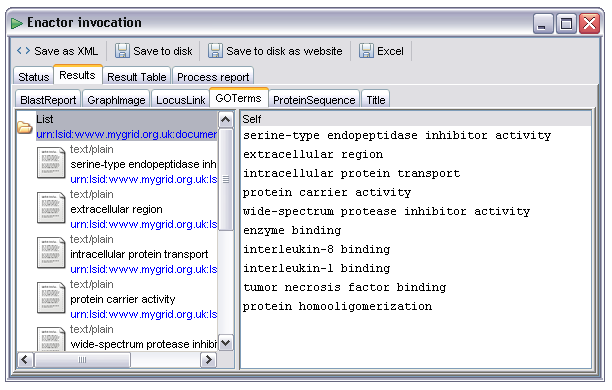 Enactor invocation
Save as XML Save to disk Save to disk as website Excel
Status Results Result Table Process report
BlastReport GraphImage LocusLink GOTerms ProteinSequence Title
List
urn:lsid:www.mygrid.org.uk:documer
text/plain
serine-type endopeptidase inh
urn:lsid:www.mygrid.org.uk:ls
text/plain
extracellular region
urn:lsid:www.mygrid.org.uk:ls
text/plain
intracellular protein transport
urn:lsid:www.mygrid.org.uk:ls
text/plain
protein carrier activity
urn:lsid:www.mygrid.org.uk:ls
text/plain
wide-spectrum protease inhibi
Self
serine-type endopeptidase inhibitor activity
extracellular region
intracellular protein transport
protein carrier activity
wide-spectrum protease inhibitor activity
enzyme binding
interleukin-8 binding
interleukin-1 binding
tumor necrosis factor binding
protein homooligomerization